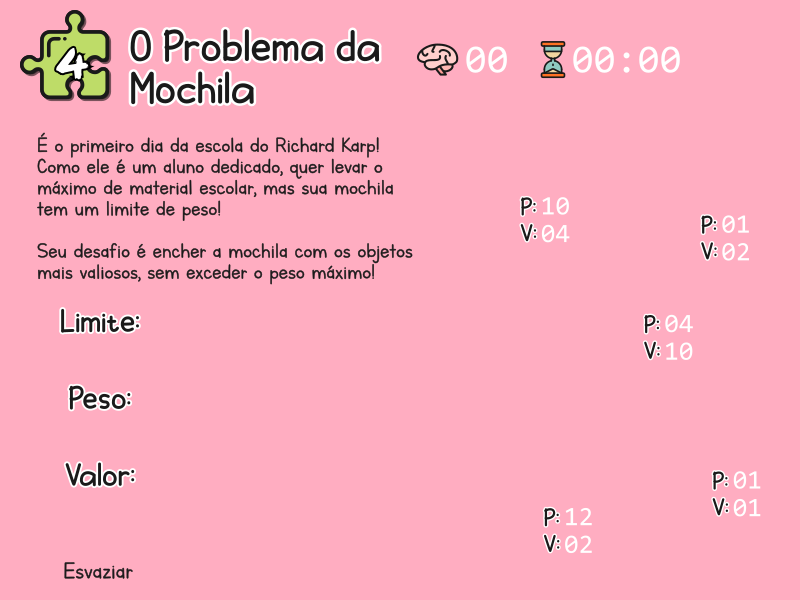 4
O Problema da
Mochila
00
00:00
É o primeiro dia da escola do Richard Karp!
Como ele é um aluno dedicado, quer levar o
máximo de material escolar, mas sua mochila
tem um limite de peso!
Seu desafio é encher a mochila com os objetos
mais valiosos, sem exceder o peso máximo!
P: 10
V: 04
P: 01
V: 02
Limite:
P: 04
V: 10
Peso:
Valor:
P: 01
V: 01
P: 12
V: 02
Esvaziar